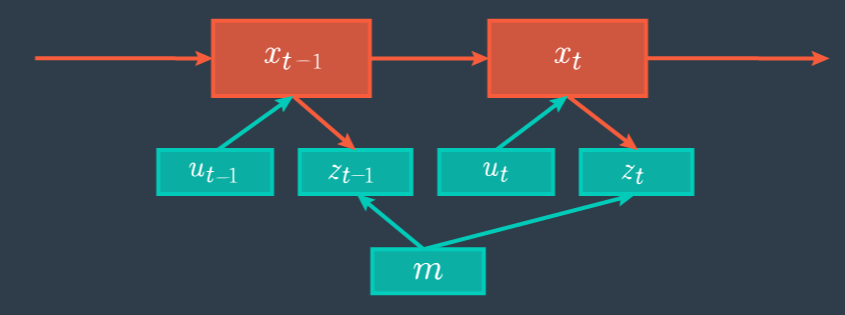 x_{t-1} x_t
u_{t-1} z_{t-1} u_t z_t
m